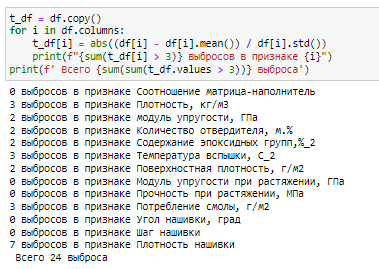 t_df = df.copy()
for i in df.columns:
    t_df[i] = abs((df[i] - df[i].mean()) / df[i].std())
    print(f"{sum(t_df[i] > 3)} выбросов в признаке {i}")
print(f' Всего {sum(sum(t_df.values > 3))} выброса')
0 выбросов в признаке Соотношение матрица-наполнитель
3 выбросов в признаке Плотность, кг/м3
2 выбросов в признаке модуль упругости, ГПа
2 выбросов в признаке Количество отвердителя, м.%
2 выбросов в признаке Содержание эпоксидных групп,%_2
3 выбросов в признаке Температура вспышки, С_2
2 выбросов в признаке Поверхностная плотность, г/м2
0 выбросов в признаке Модуль упругости при растяжении, ГПа
0 выбросов в признаке Прочность при растяжении, МПа
3 выбросов в признаке Потребление смолы, г/м2
0 выбросов в признаке Угол нашивки, град
0 выбросов в признаке Шаг нашивки
7 выбросов в признаке Плотность нашивки
 Всего 24 выброса